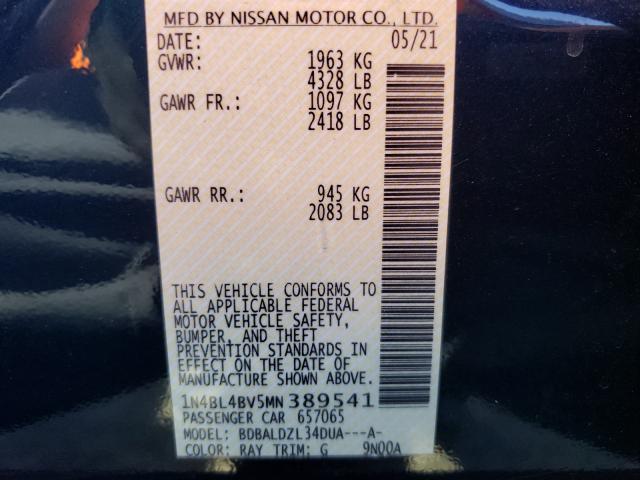 MFD BY NISSAN MOTOR CO., LTD.
DATE: 05/21
GVWR: 1963 KG
4328 LB
GAWR FR.: 1097 KG
2418 LB
GAWR RR.: 945 KG
2083 LB
THIS VEHICLE CONFORMS TO
ALL APPLICABLE FEDERAL
MOTOR VEHICLE SAFETY,
BUMPER, AND THEFT
PREVENTION STANDARDS IN
EFFECT ON THE DATE OF
MANUFACTURE SHOWN ABOVE.
1N4BL4BV5MN389541
PASSENGER CAR 657065
MODEL: BDBALDZL34DUA---A-
COLOR: RAY TRIM: G 9N00A